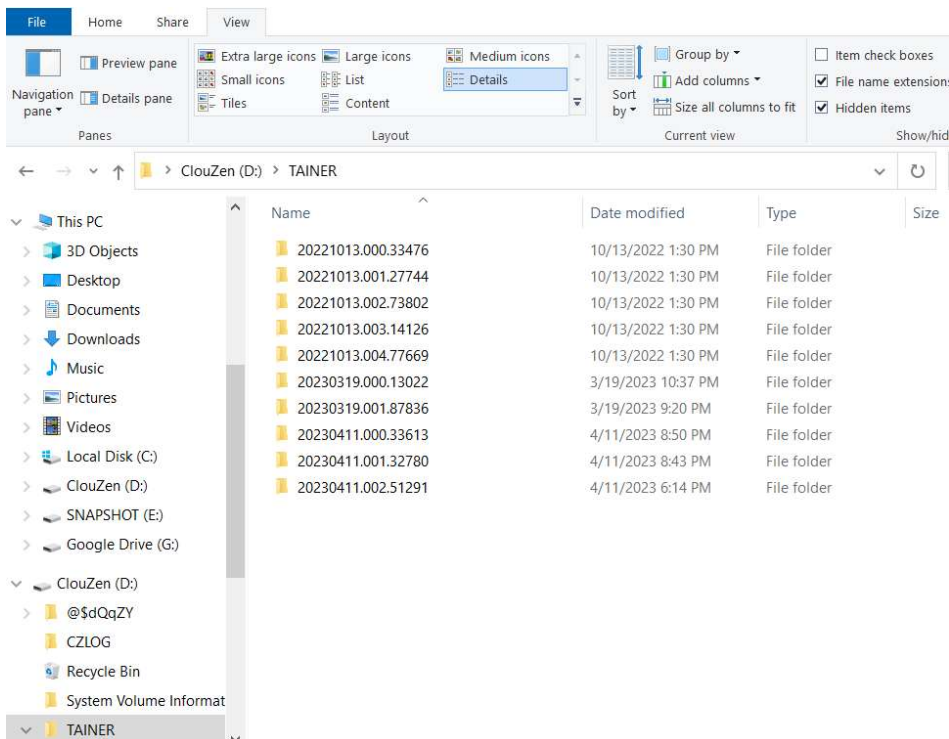 File Home Share View
Preview pane
Navigation pane
Details pane
Panes
Extra large icons Large icons Medium icons
Small icons List Details
Tiles Content
Layout
Sort by
Group by
Add columns
Size all columns to fit
Current view
Item check boxes
File name extensions
Hidden items
Show/hid
ClouZen (D:) > TAINER
This PC
3D Objects
Desktop
Documents
Downloads
Music
Pictures
Videos
Local Disk (C:)
ClouZen (D:)
SNAPSHOT (E:)
Google Drive (G:)
ClouZen (D:)
@$dQqZY
CZLOG
Recycle Bin
System Volume Informat
TAINER
Name Date modified Type Size
20221013.000.33476 10/13/2022 1:30 PM File folder
20221013.001.27744 10/13/2022 1:30 PM File folder
20221013.002.73802 10/13/2022 1:30 PM File folder
20221013.003.14126 10/13/2022 1:30 PM File folder
20221013.004.77669 10/13/2022 1:30 PM File folder
20230319.000.13022 3/19/2023 10:37 PM File folder
20230319.001.87836 3/19/2023 9:20 PM File folder
20230411.000.33613 4/11/2023 8:50 PM File folder
20230411.001.32780 4/11/2023 8:43 PM File folder
20230411.002.51291 4/11/2023 6:14 PM File folder